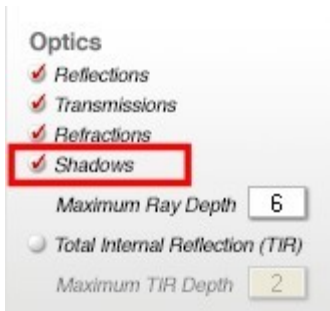 Optics
Reflections
Transmissions
Refractions
Shadows
Maximum Ray Depth 6
Total Internal Reflection (TIR)
Maximum TIR Depth 2